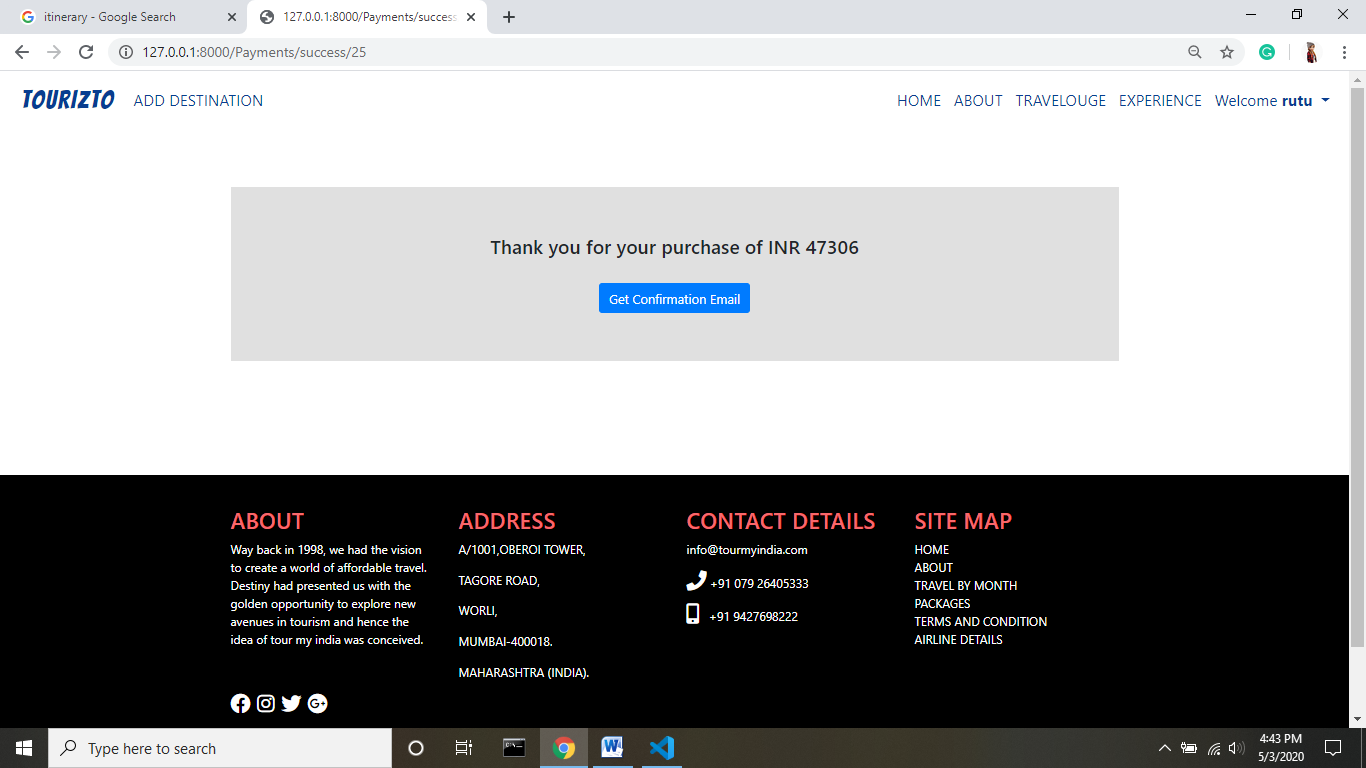 itinerary - Google Search
127.0.0.1:8000/Payments/success
127.0.0.1:8000/Payments/success/25
TOURIZTO
ADD DESTINATION
HOME ABOUT TRAVELOUGE EXPERIENCE Welcome rutu
Thank you for your purchase of INR 47306
Get Confirmation Email
ABOUT
Way back in 1998, we had the vision
to create a world of affordable travel.
Destiny had presented us with the
golden opportunity to explore new
avenues in tourism and hence the
idea of tour my india was conceived.
ADDRESS
A/1001,OBEROI TOWER,
TAGORE ROAD,
WORLI,
MUMBAI-400018.
MAHARASHTRA (INDIA).
CONTACT DETAILS
info@tourmyindia.com
+91 079 26405333
+91 9427698222
SITE MAP
HOME
ABOUT
TRAVEL BY MONTH
PACKAGES
TERMS AND CONDITION
AIRLINE DETAILS
Type here to search
4:43 PM
5/3/2020